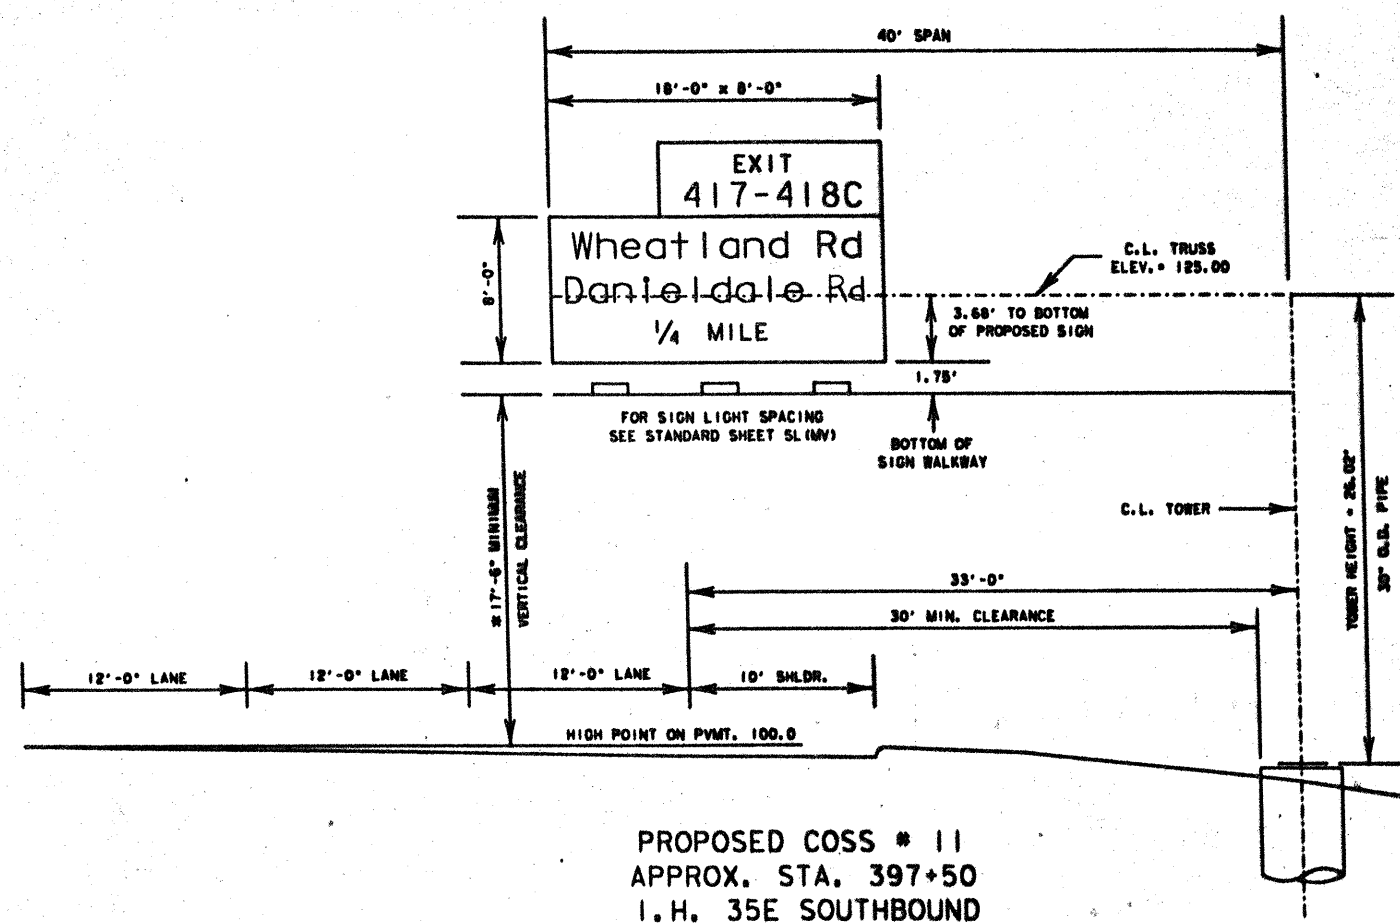 40' SPAN
18'-0" x 8'-0"
EXIT
417-418C
Wheatland Rd
Danieldale Rd
1/4 MILE
8'-0"
C.L. TRUSS
ELEV. = 125.00
3.68' TO BOTTOM
OF PROPOSED SIGN
1.75'
FOR SIGN LIGHT SPACING
SEE STANDARD SHEET SL(MV)
BOTTOM OF
SIGN WALKWAY
* 17'-6" MINIMUM
VERTICAL CLEARANCE
C.L. TOWER
TOWER HEIGHT = 26.02'
30" O.D. PIPE
33'-0"
30' MIN. CLEARANCE
12'-0" LANE
12'-0" LANE
12'-0" LANE
10' SHLDR.
HIGH POINT ON PVMT. 100.0
PROPOSED COSS # 11
APPROX. STA. 397+50
I.H. 35E SOUTHBOUND